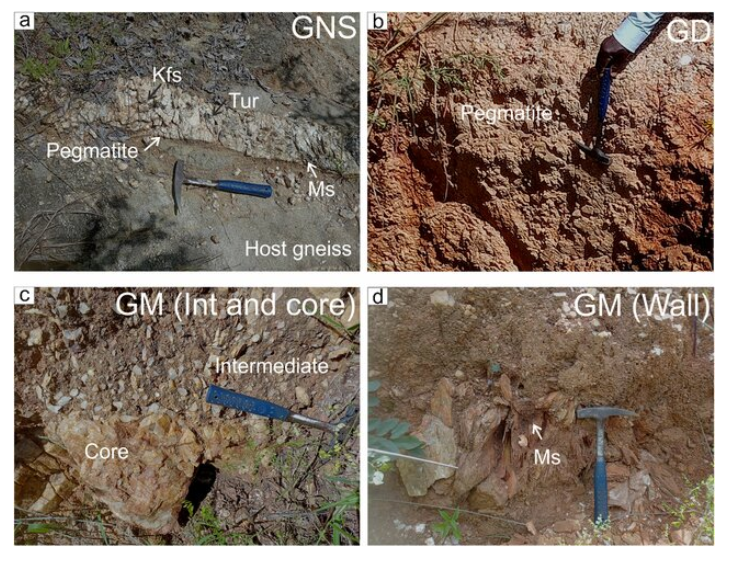 a
GNS
Kfs
Tur
Pegmatite
Ms
Host gneiss
b
GD
Pegmatite
c
GM (Int and core)
Intermediate
Core
d
GM (Wall)
Ms